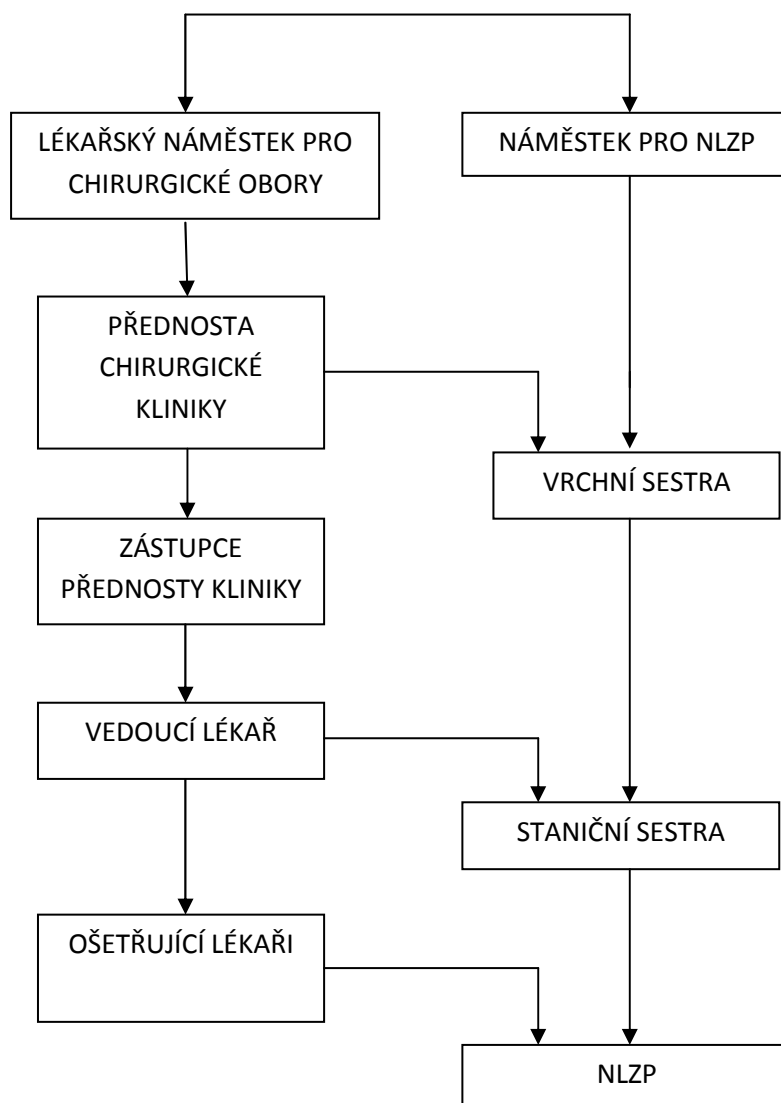 LÉKAŘSKÝ NÁMĚSTEK PRO
CHIRURGICKÉ OBORY
NÁMĚSTEK PRO NLZP
PŘEDNOSTA
CHIRURGICKÉ
KLINIKY
VRCHNÍ SESTRA
ZÁSTUPCE
PŘEDNOSTY KLINIKY
VEDOUCÍ LÉKAŘ
STANIČNÍ SESTRA
OŠETŘUJÍCÍ LÉKAŘI
NLZP